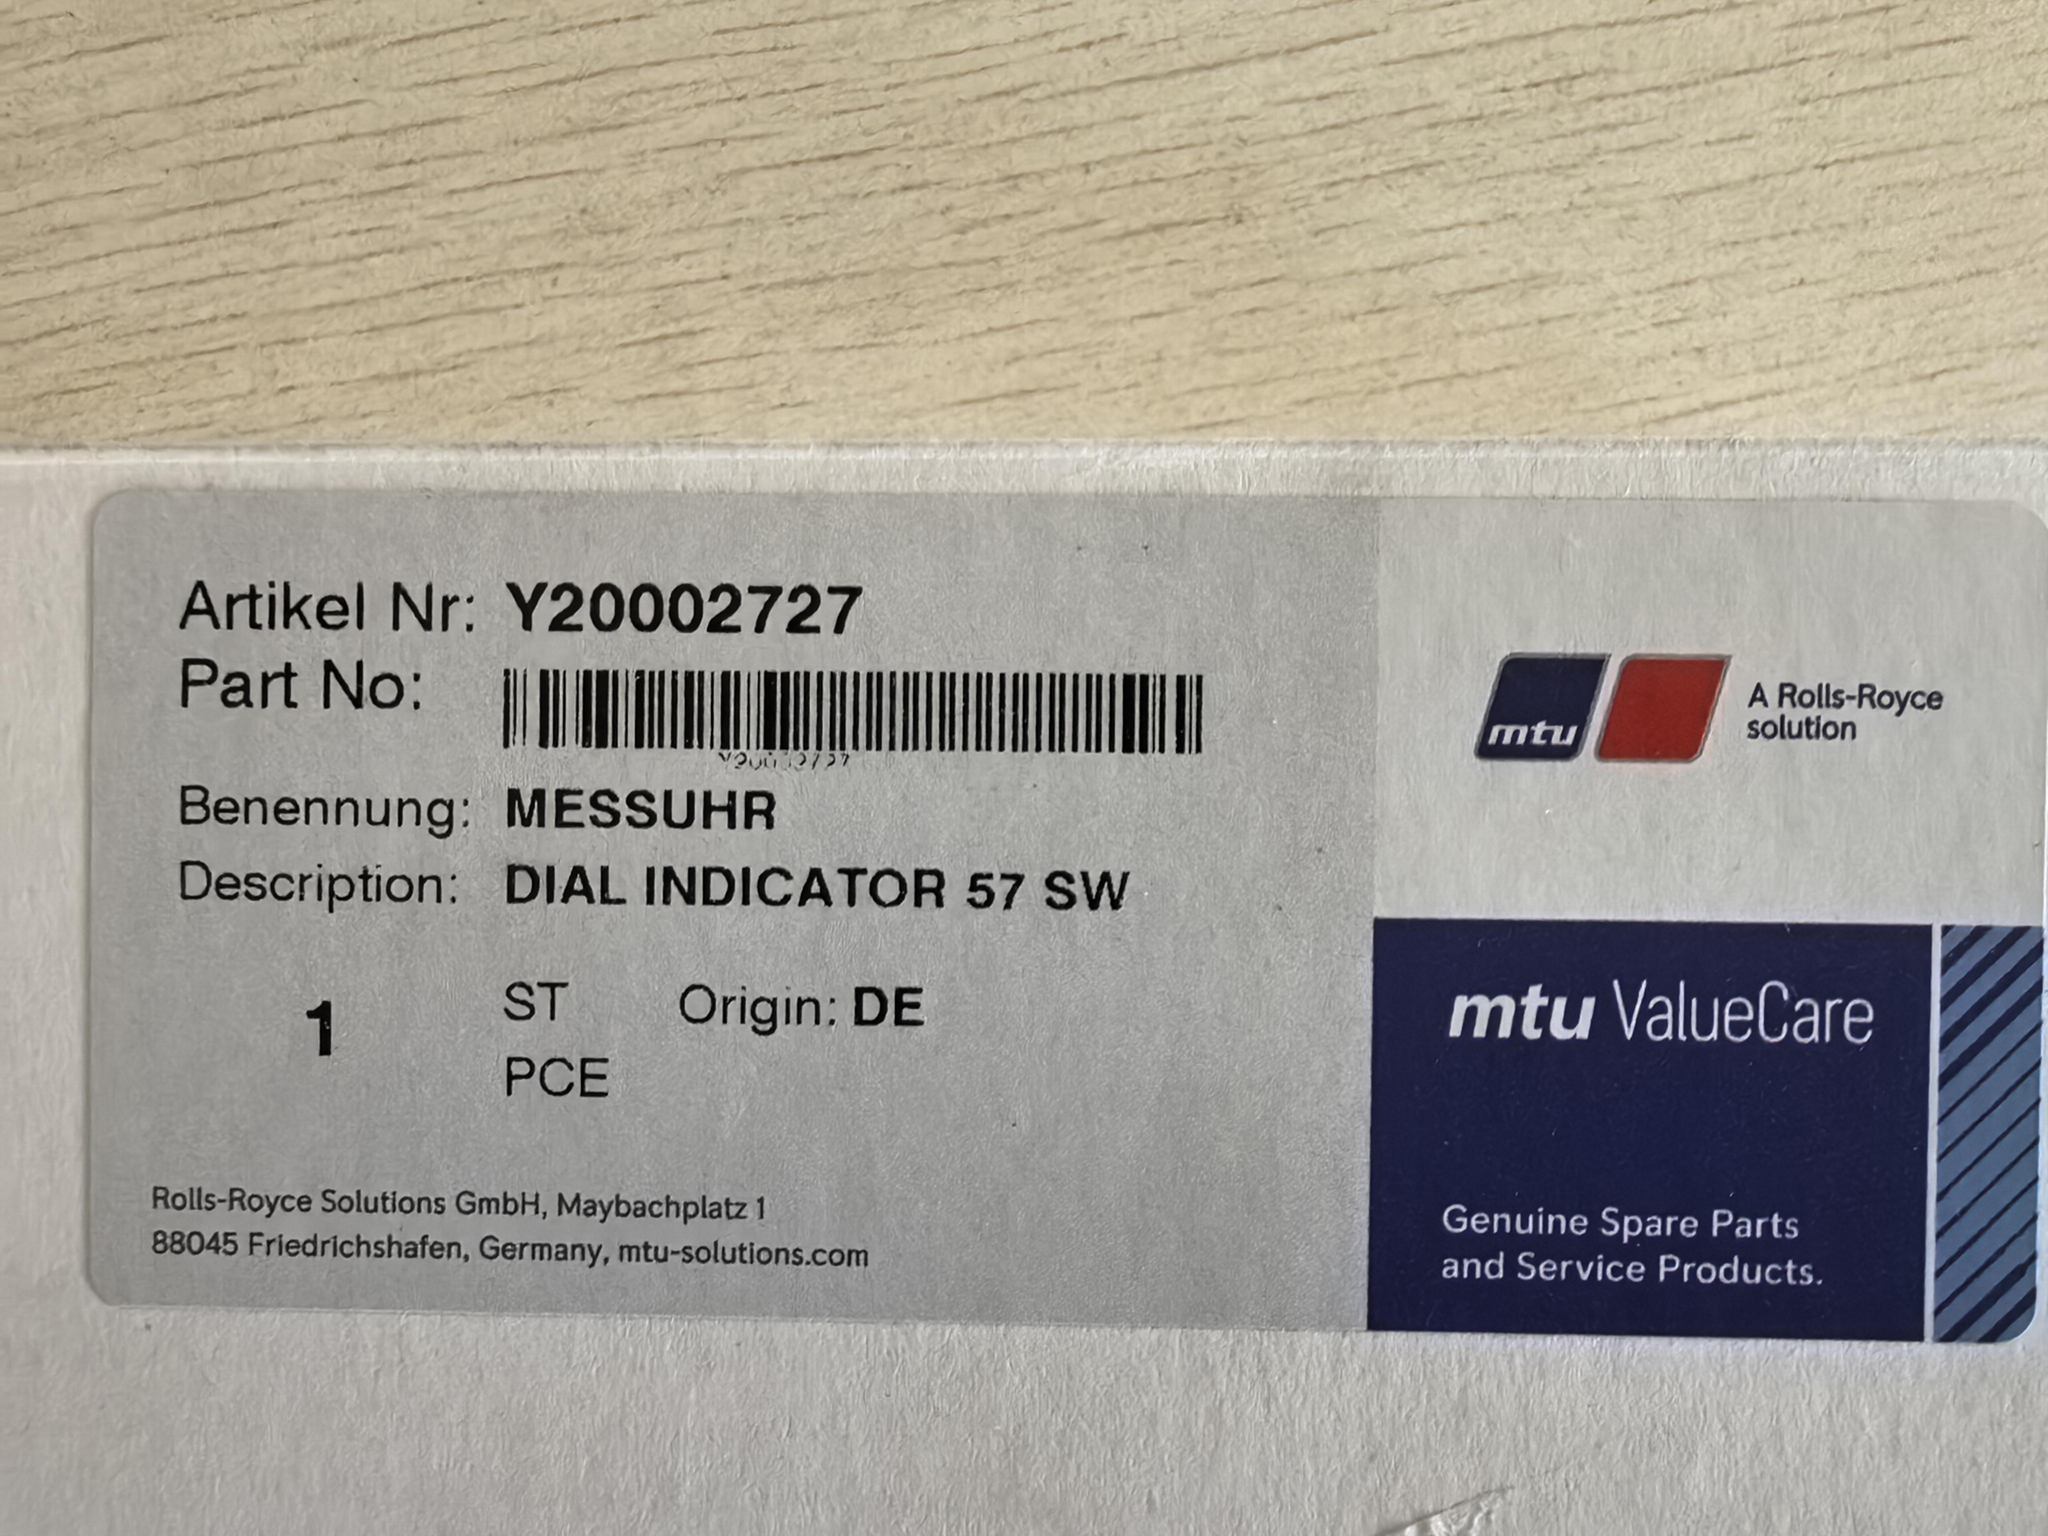 Artikel Nr: Y20002727
Part No:
Y20002727
Benennung: MESSUHR
Description: DIAL INDICATOR 57 SW
1 ST Origin: DE
PCE
Rolls-Royce Solutions GmbH, Maybachplatz 1
88045 Friedrichshafen, Germany, mtu-solutions.com
mtu
A Rolls-Royce
solution
mtu ValueCare
Genuine Spare Parts
and Service Products.